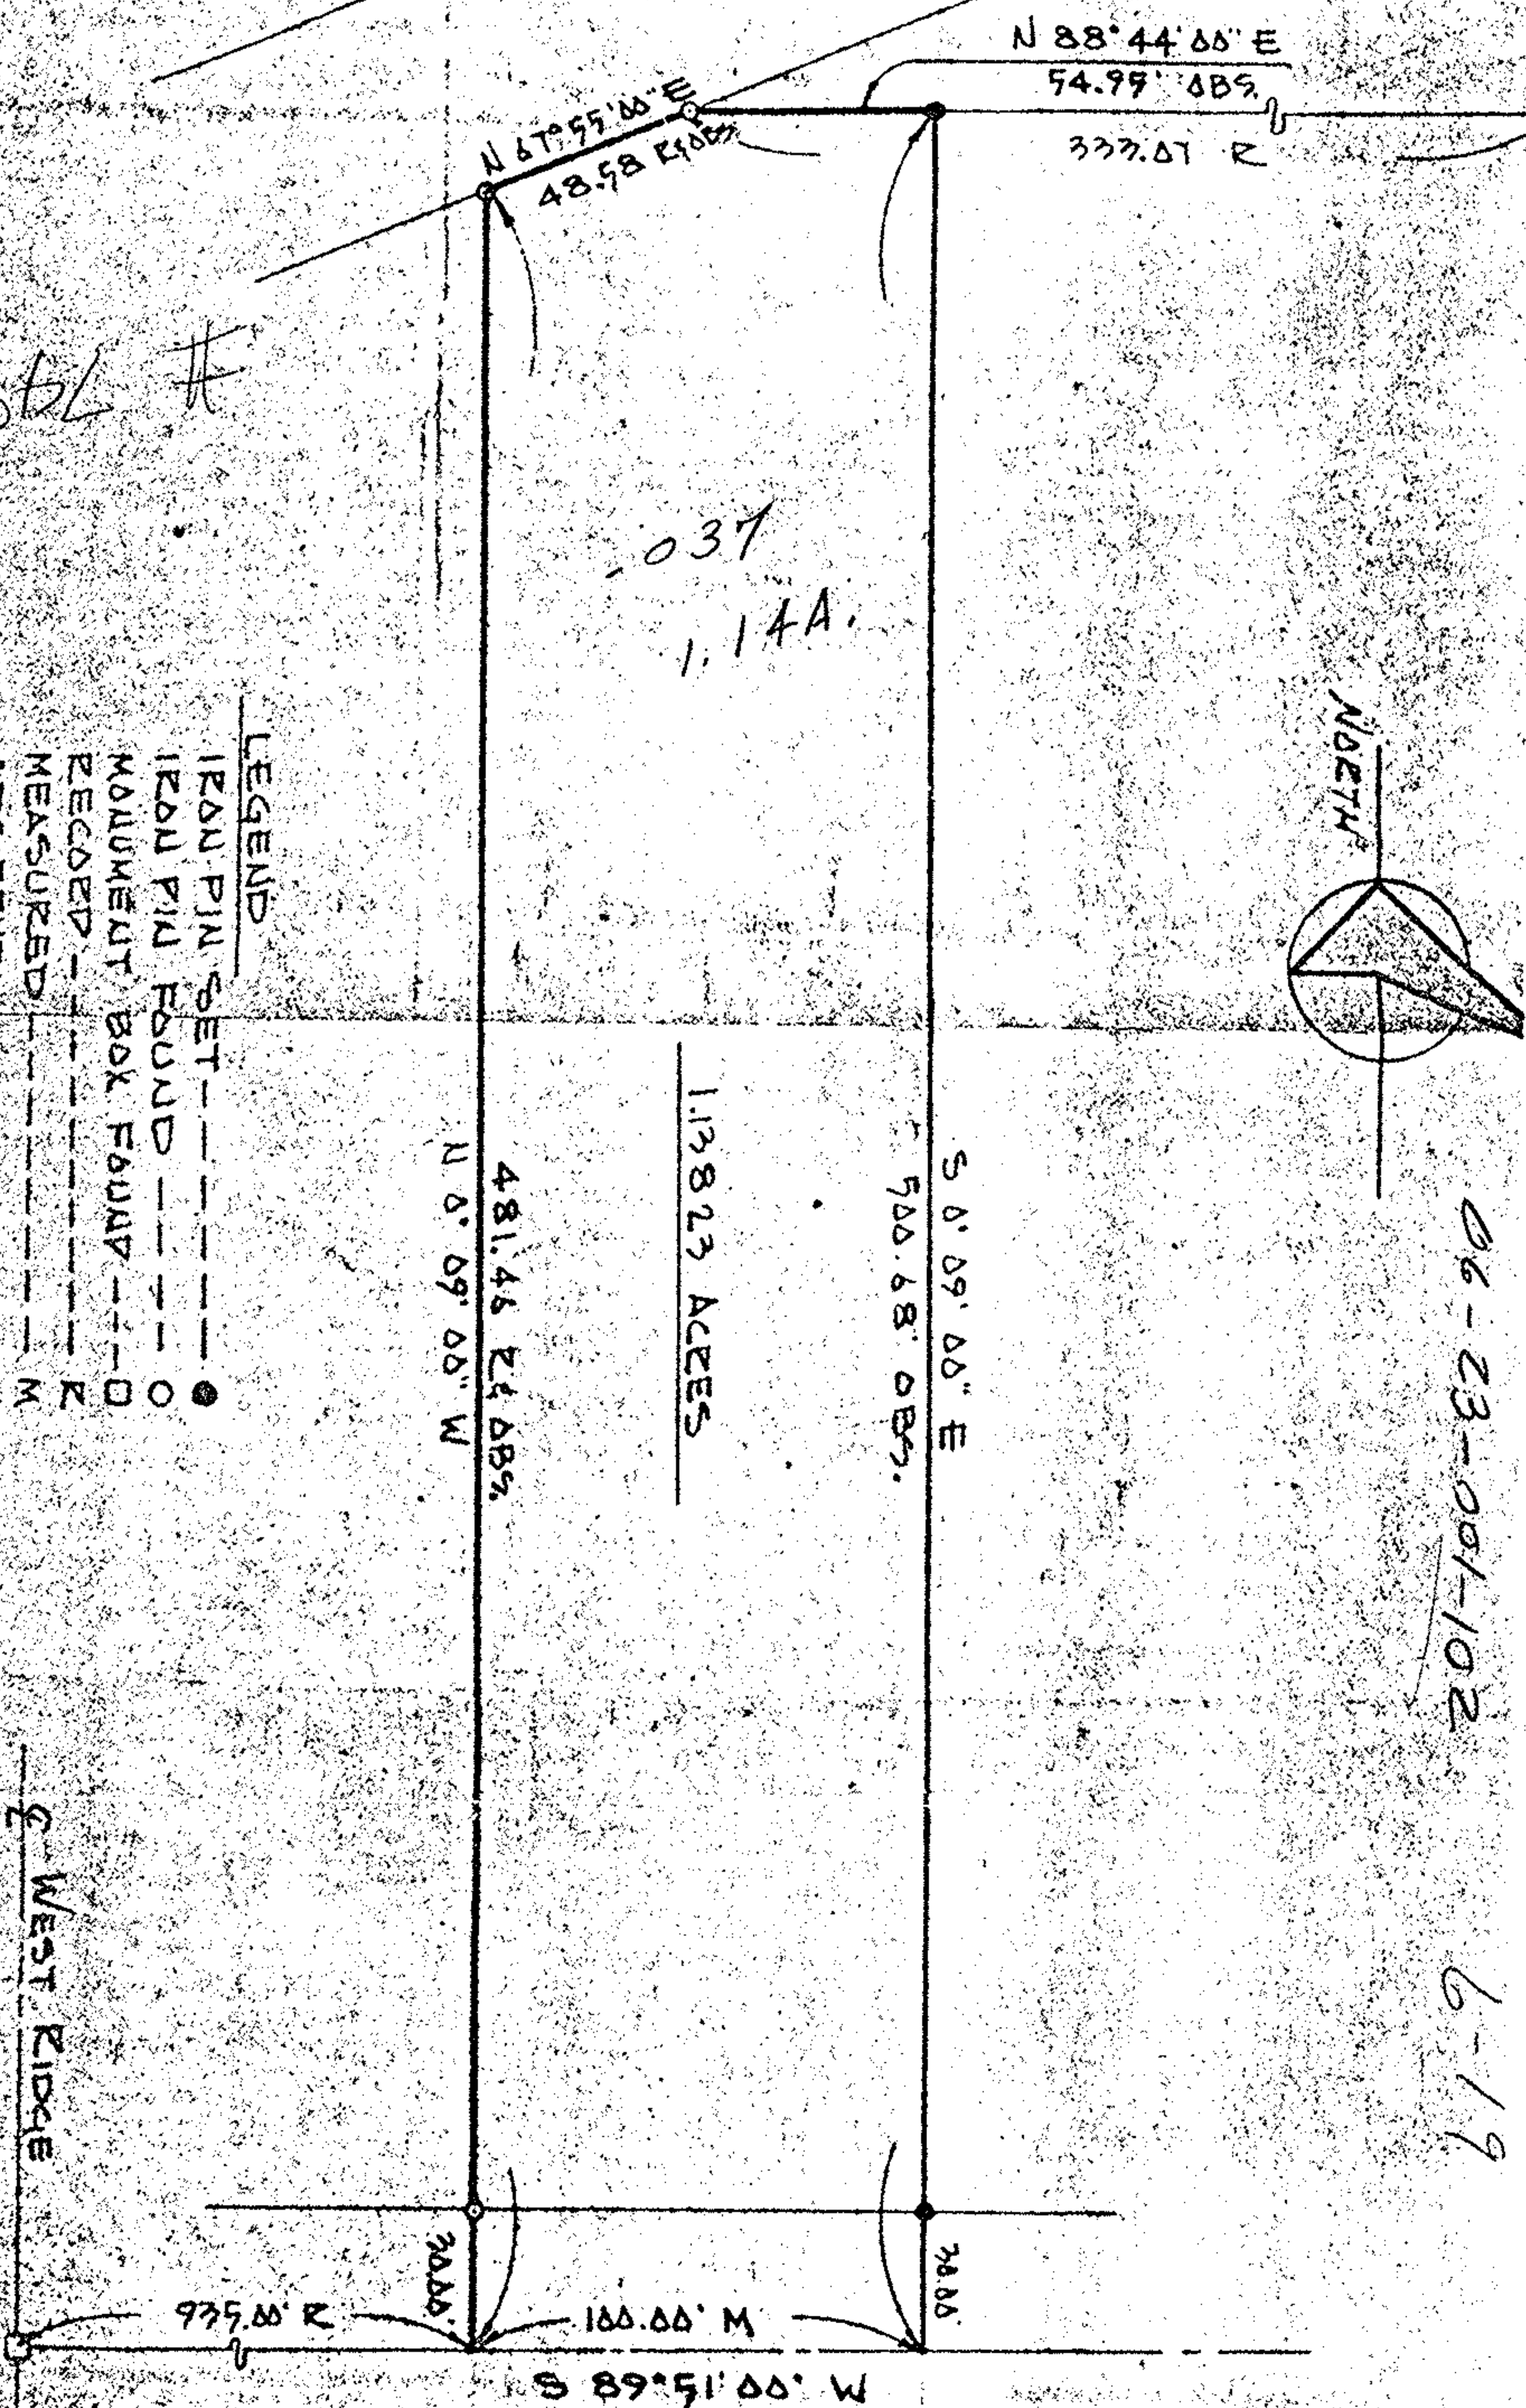 N 88° 44' 00" E
54.99' OBS.
333.07 R
N 67° 55' 00" E
48.58 R & OBS.
#
.037
1.14 A.
NORTH
06-23-001-102
6-19
S 0° 09' 00" E
500.68' OBS.
1.13823 ACRES
481.46 R & OBS.
N 0° 09' 00" W
LEGEND
IRON PIN SET - - - - - - ●
IRON PIN FOUND - - - - ○
MONUMENT BOX FOUND - - - □
RECORD - - - - - - - - R
MEASURED - - - - - - - M
℄ WEST RIDGE
30.00'
30.00'
935.00' R
100.00' M
S 89° 51' 00" W